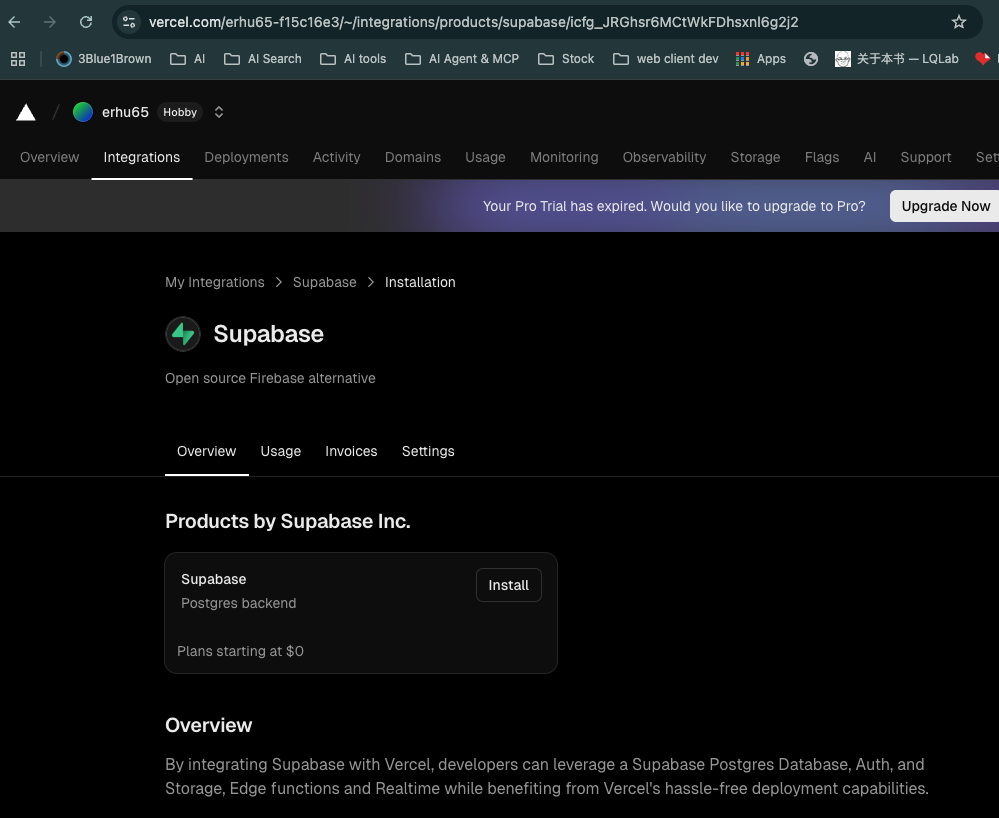 vercel.com/erhu65-f15c16e3/~/integrations/products/supabase/icfg_JRGhsr6MCtWkFDhsxnI6g2j2
3Blue1Brown AI AI Search AI tools AI Agent & MCP Stock web client dev Apps 关于本书 — LQLab
erhu65 Hobby
Overview Integrations Deployments Activity Domains Usage Monitoring Observability Storage Flags AI Support
Your Pro Trial has expired. Would you like to upgrade to Pro? Upgrade Now
My Integrations > Supabase > Installation
Supabase
Open source Firebase alternative
Overview Usage Invoices Settings
Products by Supabase Inc.
Supabase
Install
Postgres backend
Plans starting at $0
Overview
By integrating Supabase with Vercel, developers can leverage a Supabase Postgres Database, Auth, and
Storage, Edge functions and Realtime while benefiting from Vercel's hassle-free deployment capabilities.